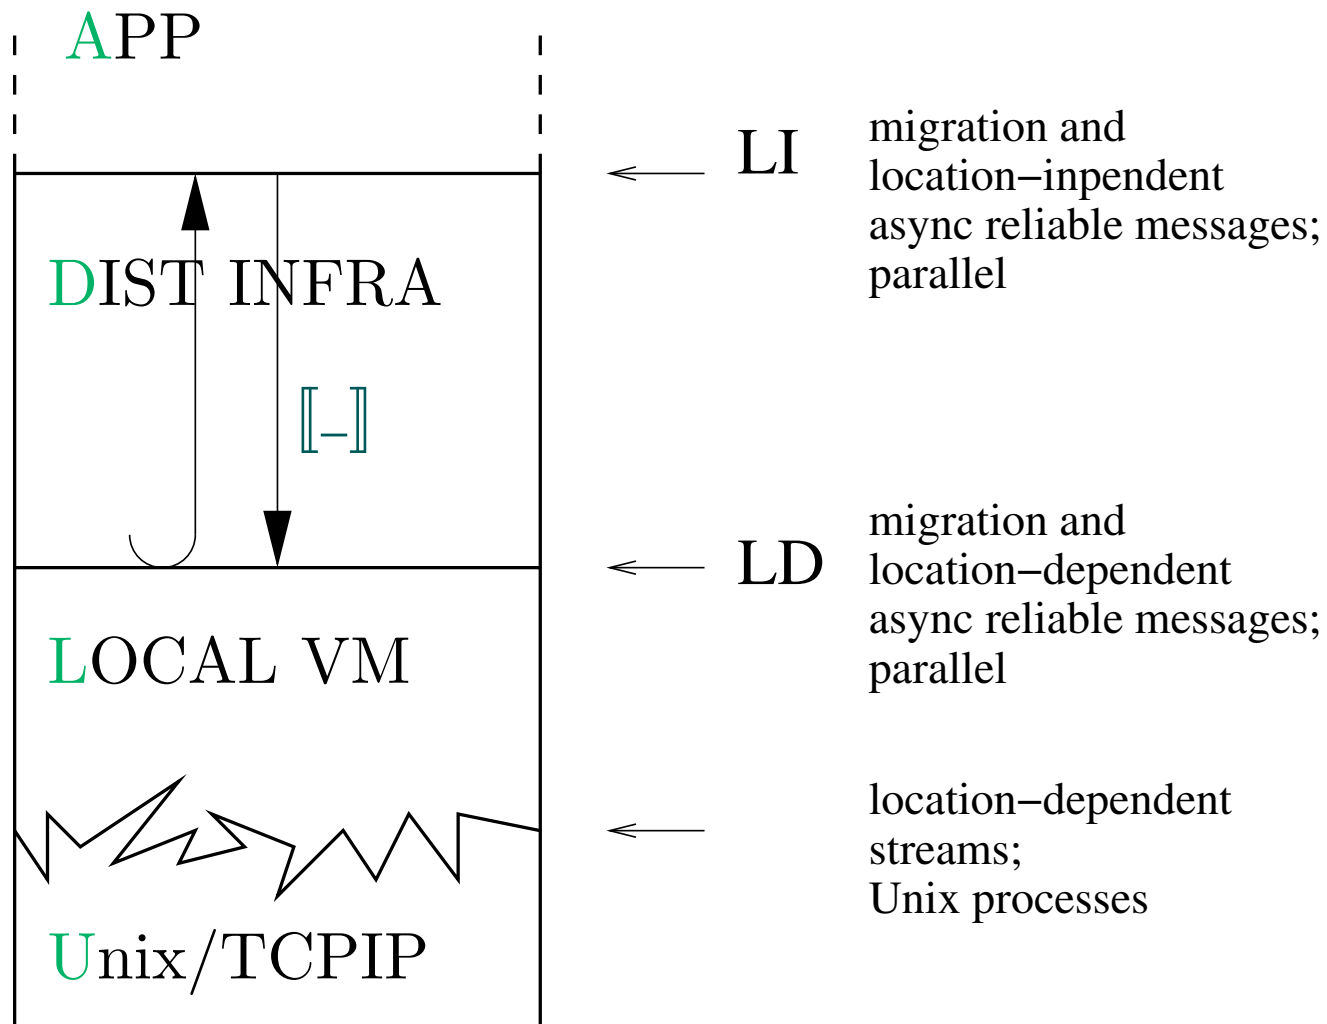 APP
LI
migration and
location−inpendent
async reliable messages;
parallel
DIST INFRA
⟦_⟧
LD
migration and
location−dependent
async reliable messages;
parallel
LOCAL VM
location−dependent
streams;
Unix processes
Unix/TCPIP